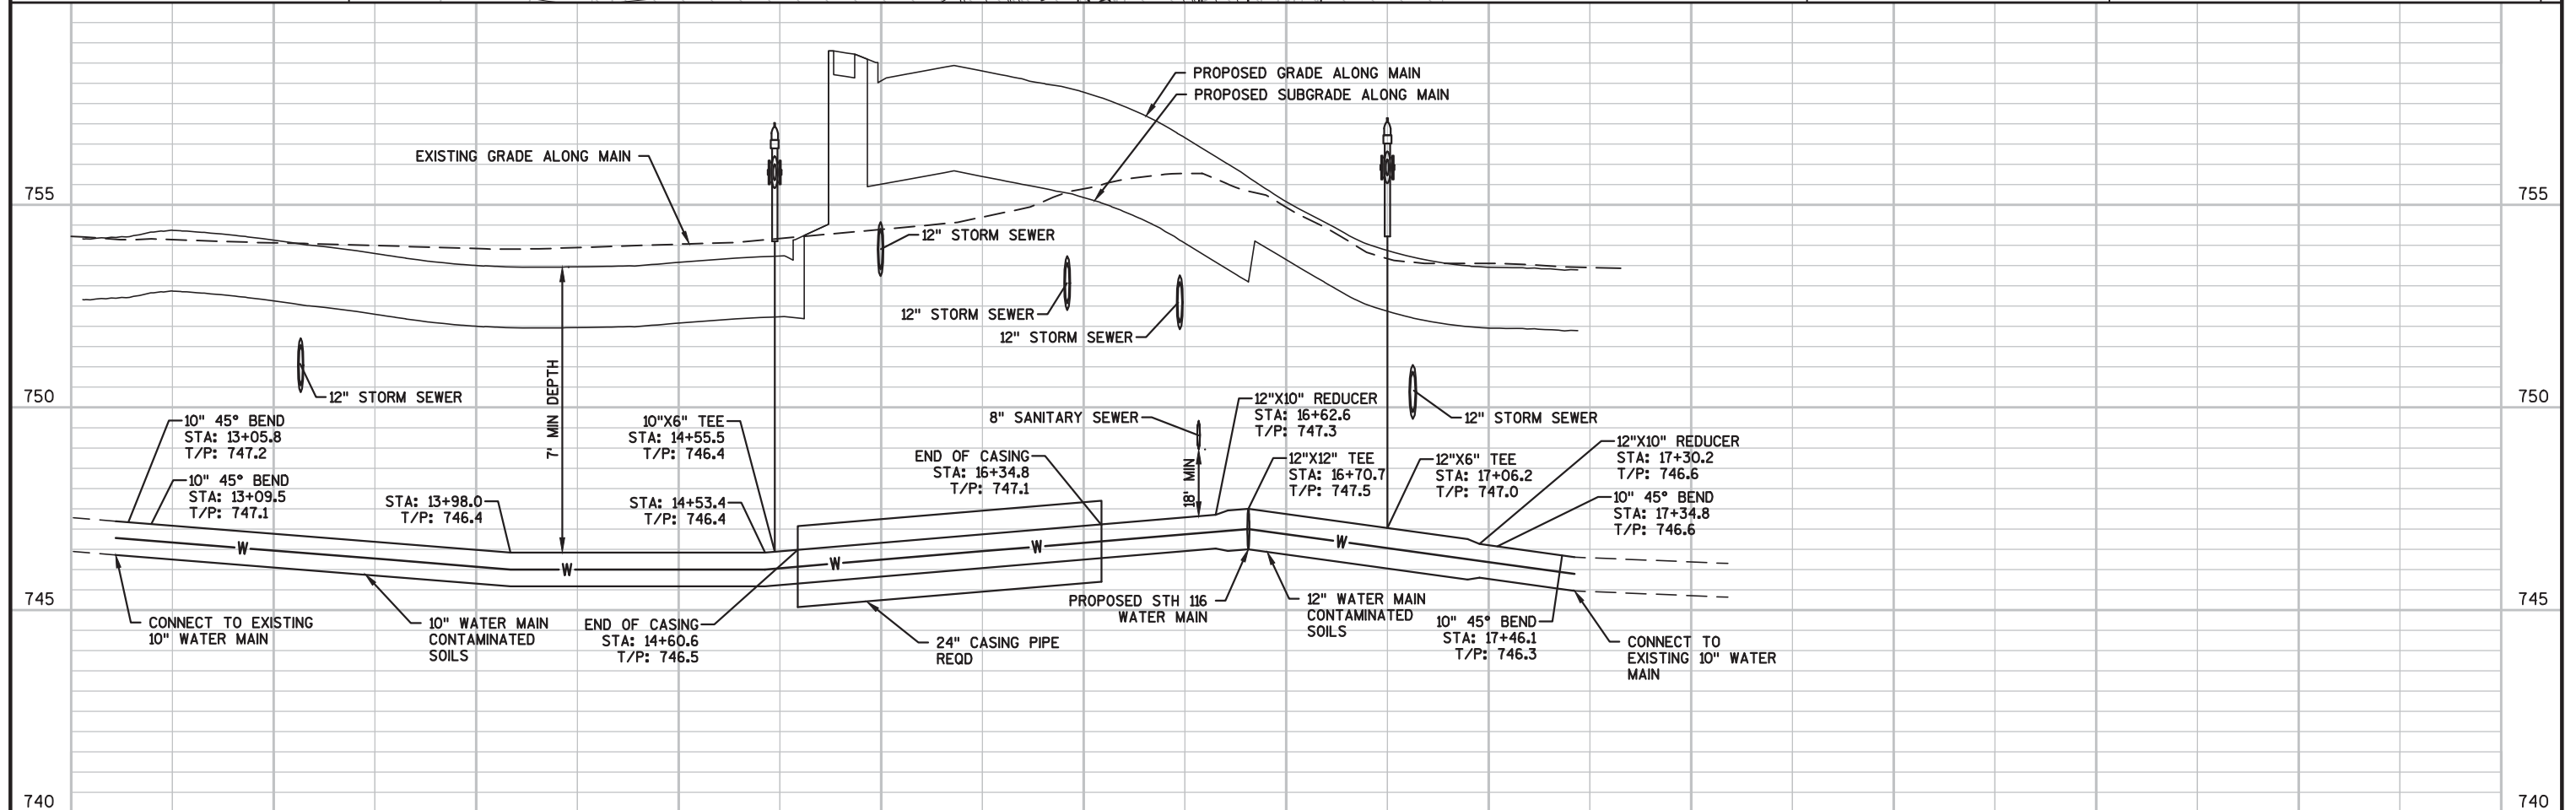 PROPOSED GRADE ALONG MAIN
PROPOSED SUBGRADE ALONG MAIN
EXISTING GRADE ALONG MAIN
755
755
12" STORM SEWER
12" STORM SEWER
12" STORM SEWER
7' MIN DEPTH
12" STORM SEWER
750
750
10" 45° BEND
STA: 13+05.8
T/P: 747.2
10" 45° BEND
STA: 13+09.5
T/P: 747.1
STA: 13+98.0
T/P: 746.4
10"X6" TEE
STA: 14+55.5
T/P: 746.4
STA: 14+53.4
T/P: 746.4
END OF CASING
STA: 16+34.8
T/P: 747.1
8" SANITARY SEWER
18" MIN
12"X10" REDUCER
STA: 16+62.6
T/P: 747.3
12"X12" TEE
STA: 16+70.7
T/P: 747.5
12" STORM SEWER
12"X6" TEE
STA: 17+06.2
T/P: 747.0
12"X10" REDUCER
STA: 17+30.2
T/P: 746.6
10" 45° BEND
STA: 17+34.8
T/P: 746.6
W
W
W
W
W
745
745
CONNECT TO EXISTING
10" WATER MAIN
10" WATER MAIN
CONTAMINATED
SOILS
END OF CASING
STA: 14+60.6
T/P: 746.5
24" CASING PIPE
REQD
PROPOSED STH 116
WATER MAIN
12" WATER MAIN
CONTAMINATED
SOILS
10" 45° BEND
STA: 17+46.1
T/P: 746.3
CONNECT TO
EXISTING 10" WATER
MAIN
740
740